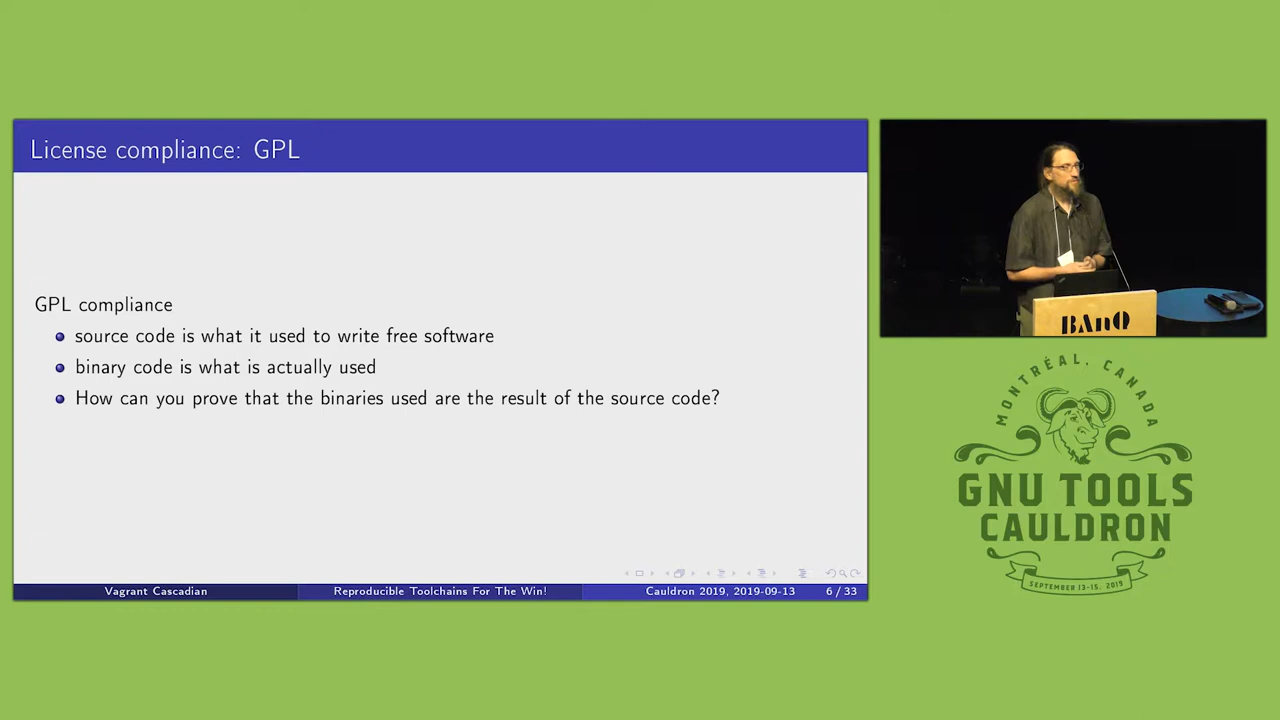 License compliance: GPL
GPL compliance
source code is what it used to write free software
binary code is what is actually used
How can you prove that the binaries used are the result of the source code?
Vagrant Cascadian
Reproducible Toolchains For The Win!
Cauldron 2019, 2019-09-13
6 / 33
BAnQ
MONTRÉAL, CANADA
GNU TOOLS
CAULDRON
SEPTEMBER 13-15, 2019